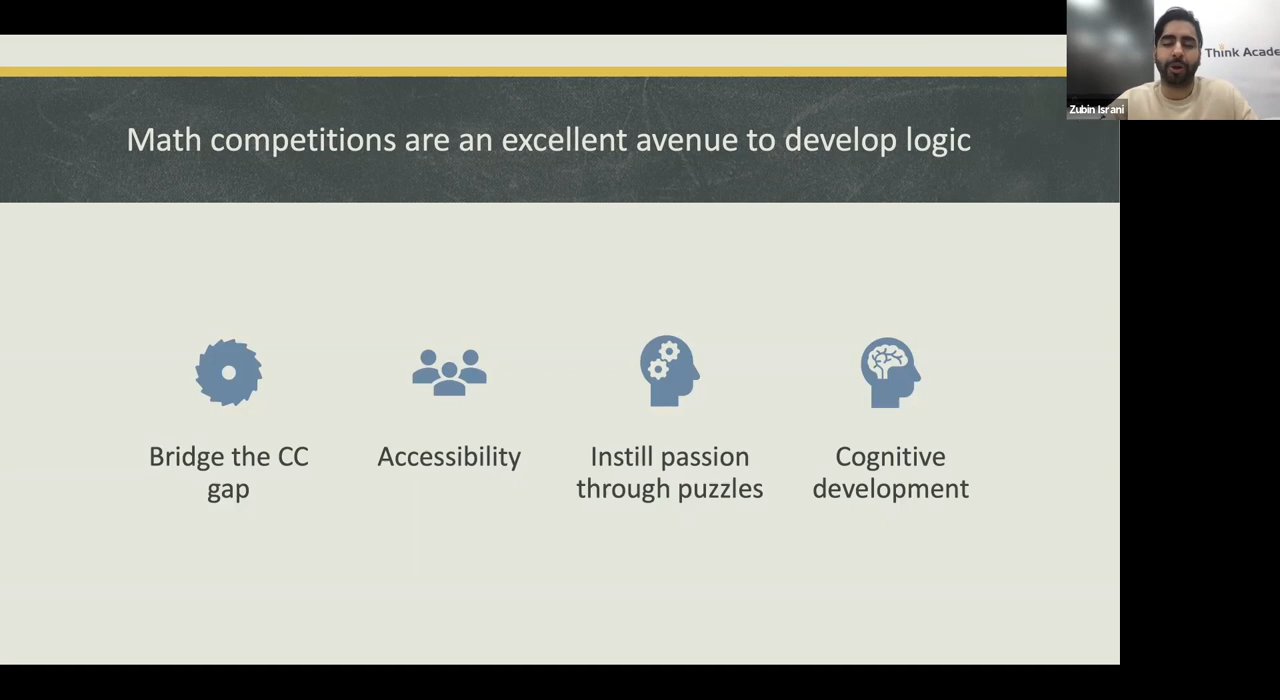 Math competitions are an excellent avenue to develop logic
Think Acade
Zubin Israni
Bridge the CC
gap
Accessibility
Instill passion
through puzzles
Cognitive
development